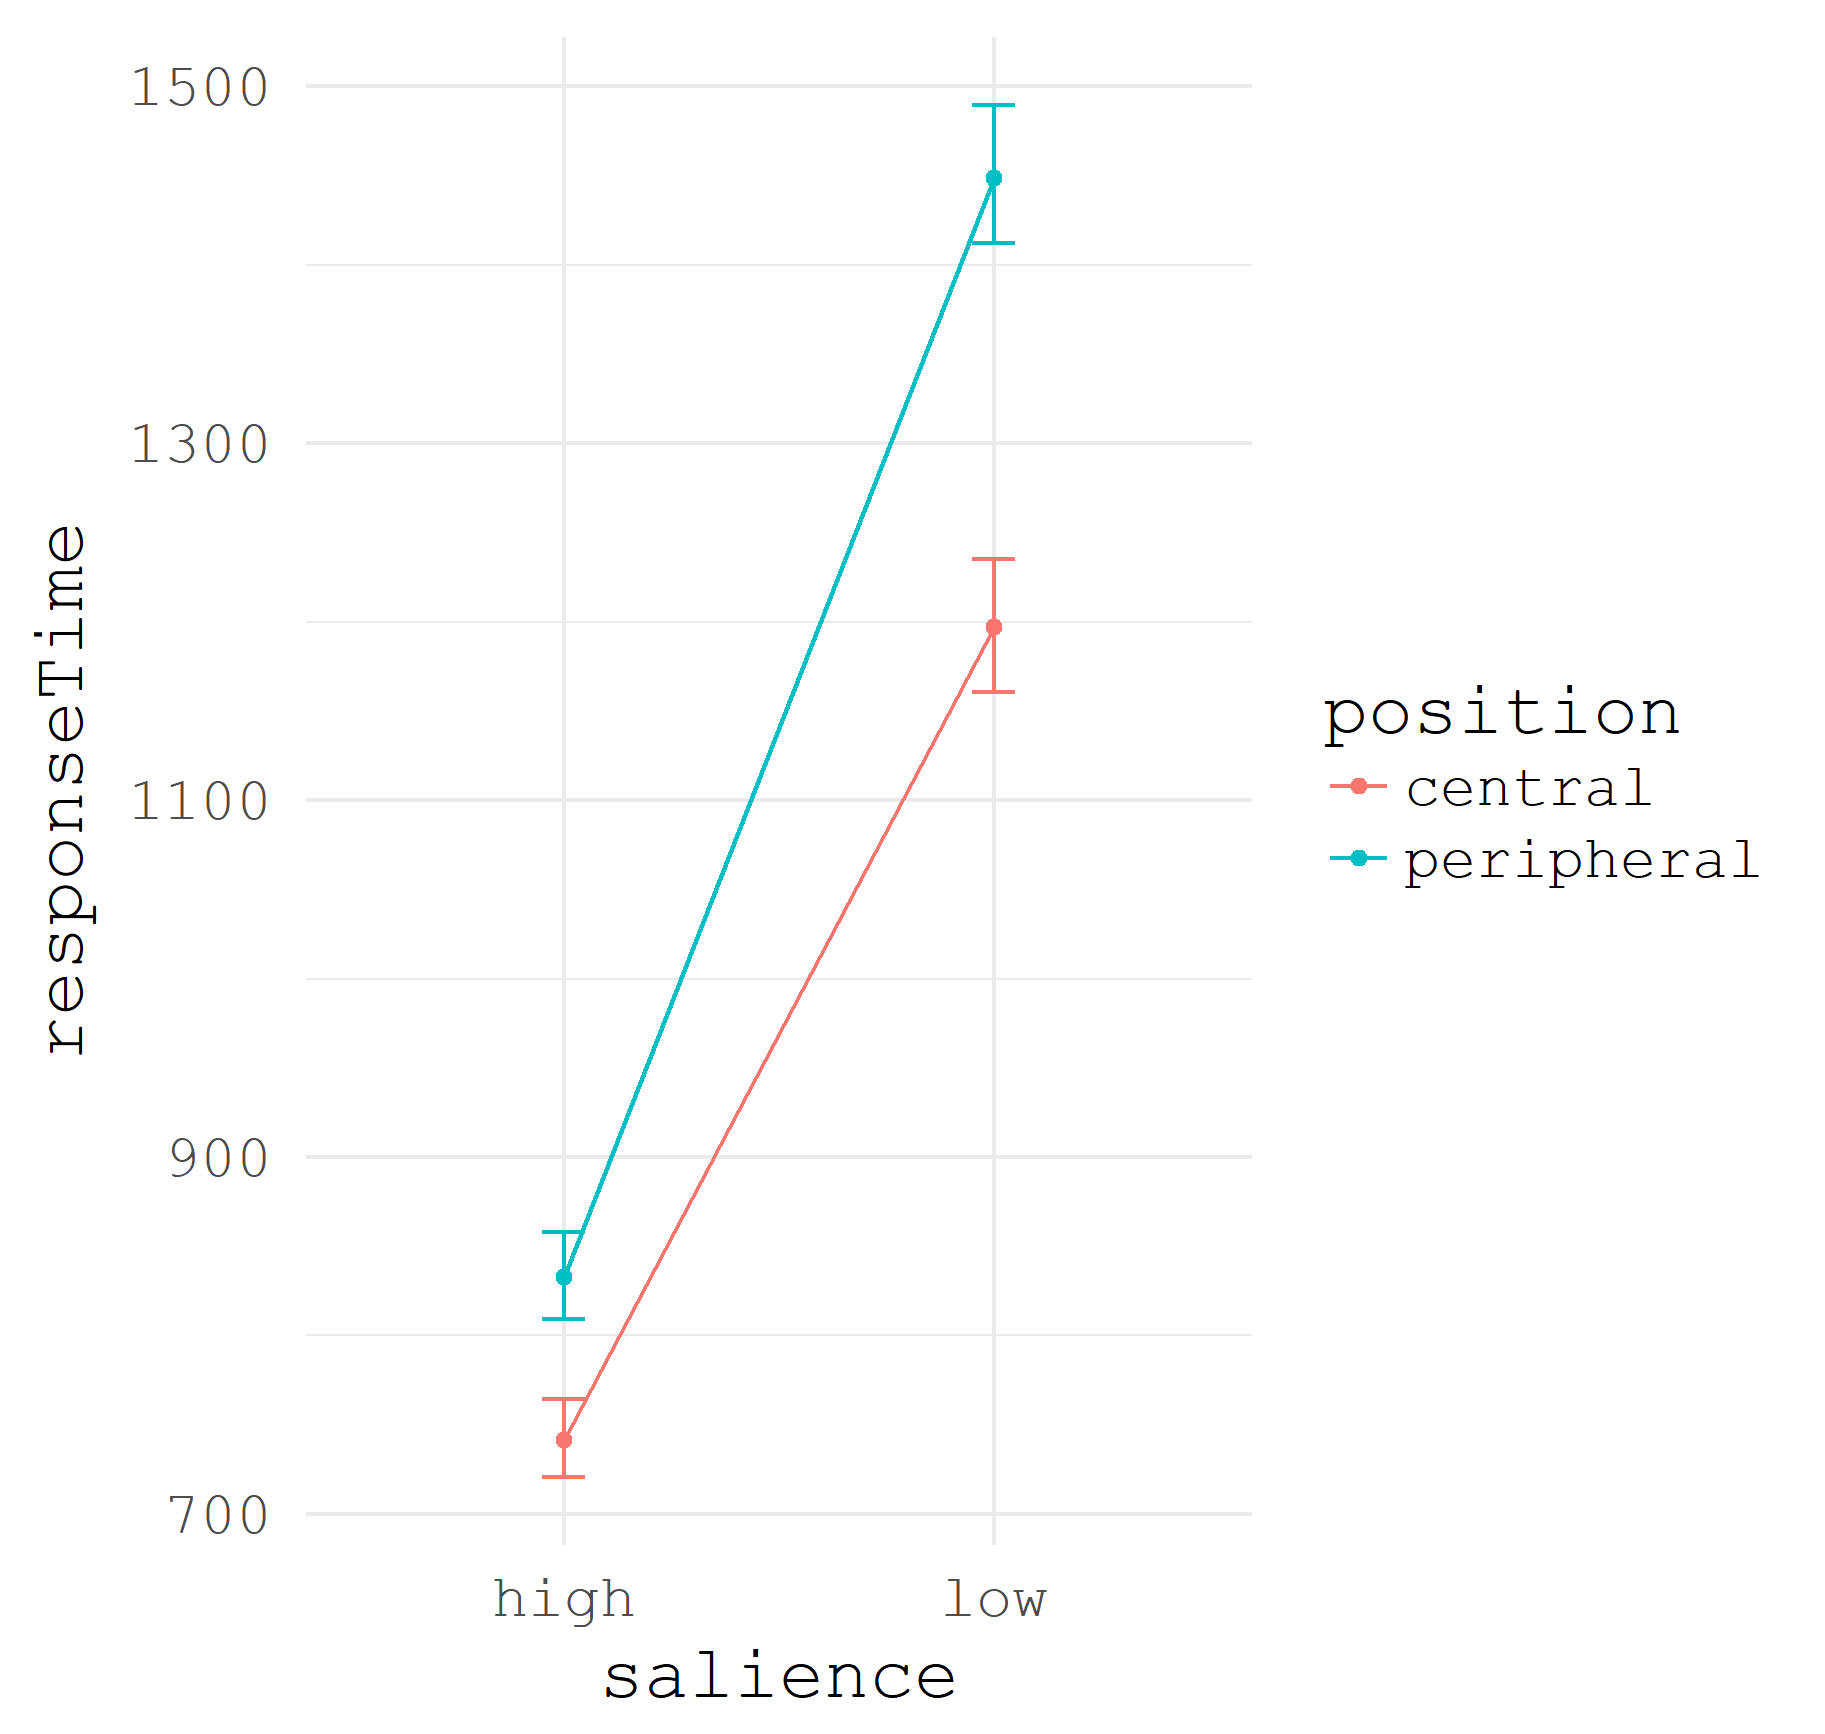 1500
1300
1100
900
700
responseTime
high low
salience
position
central
peripheral